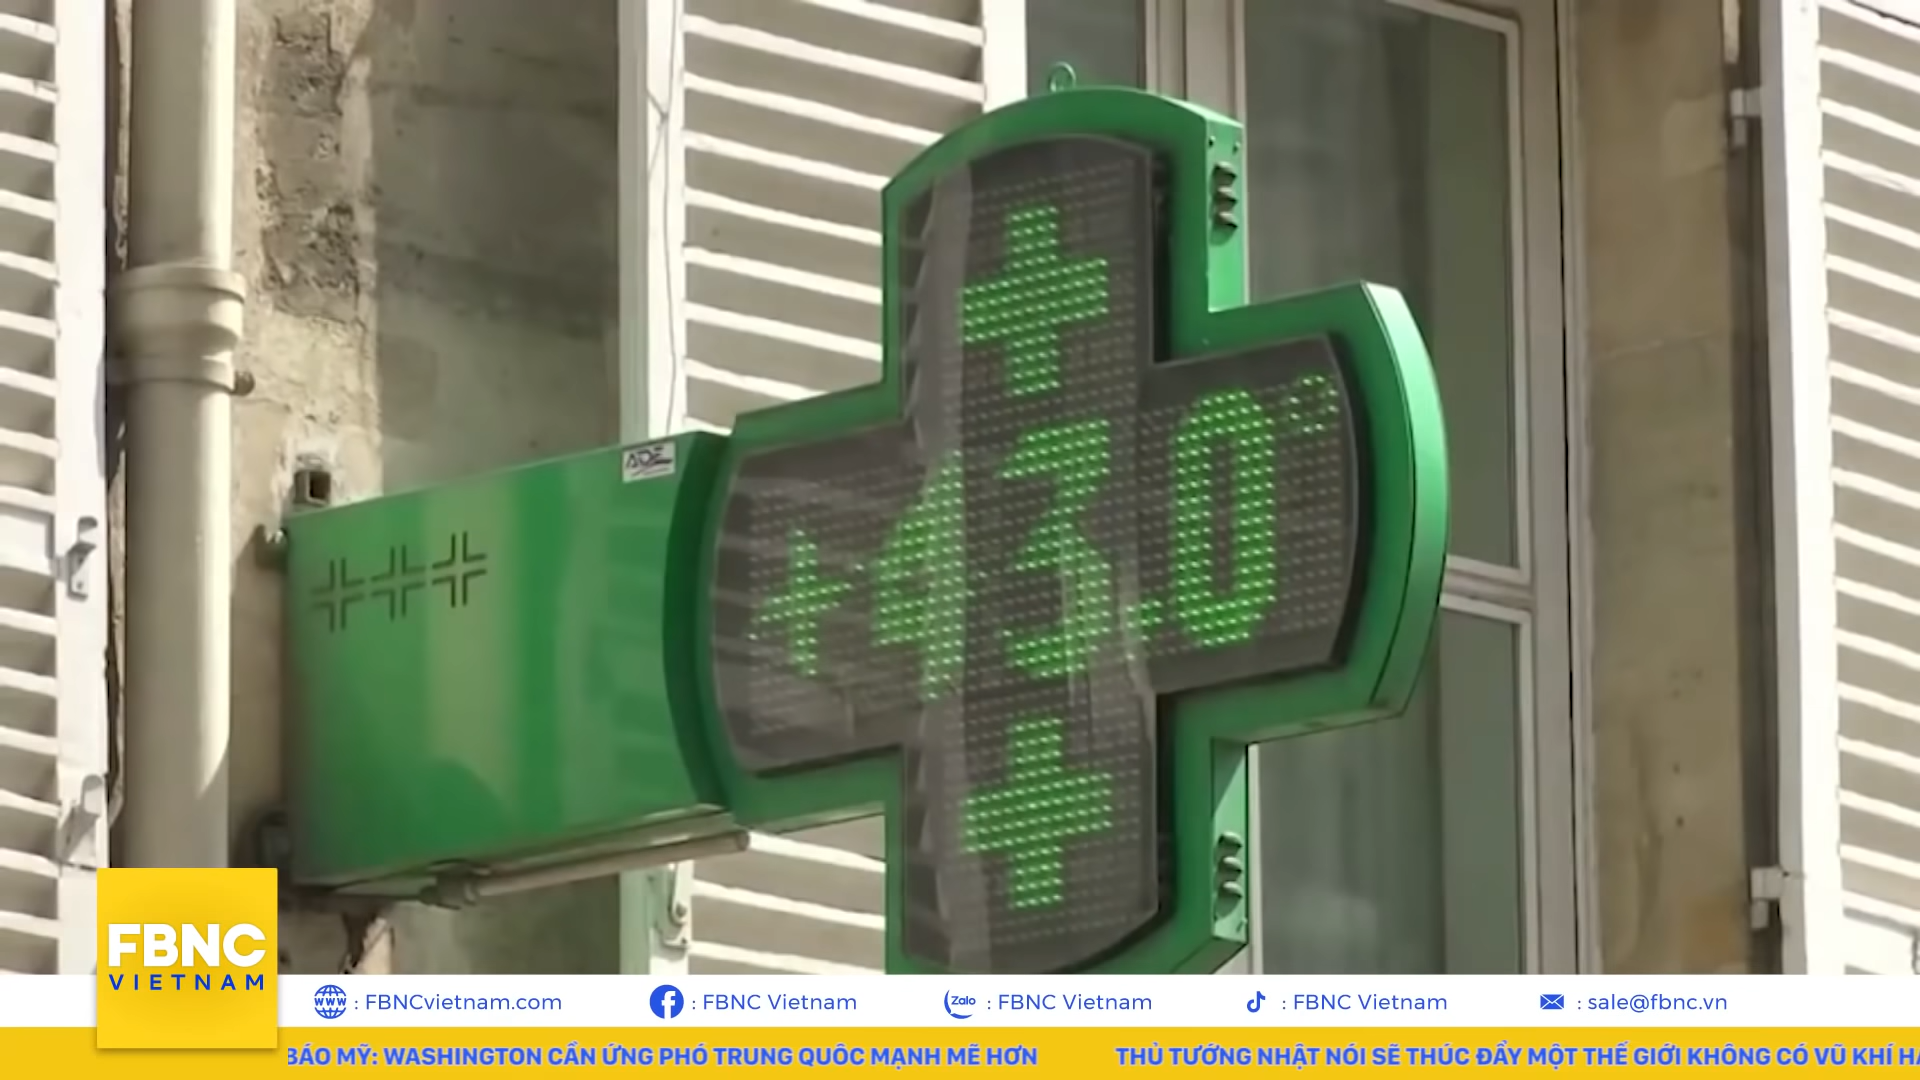 ADE
+43.0°
FBNC
VIETNAM
www : FBNCvietnam.com
: FBNC Vietnam
Zalo : FBNC Vietnam
: FBNC Vietnam
: sale@fbnc.vn
BÁO MỸ: WASHINGTON CẦN ỨNG PHÓ TRUNG QUỐC MẠNH MẼ HƠN
THỦ TƯỚNG NHẬT NÓI SẼ THÚC ĐẨY MỘT THẾ GIỚI KHÔNG CÓ VŨ KHÍ